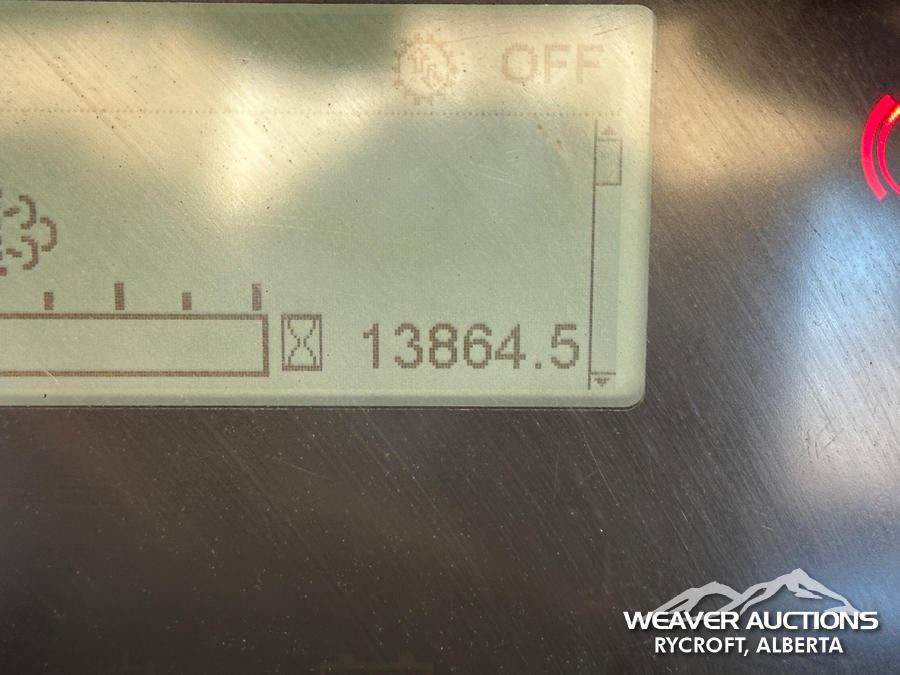 OFF
13864.5
WEAVER AUCTIONS
RYCROFT, ALBERTA